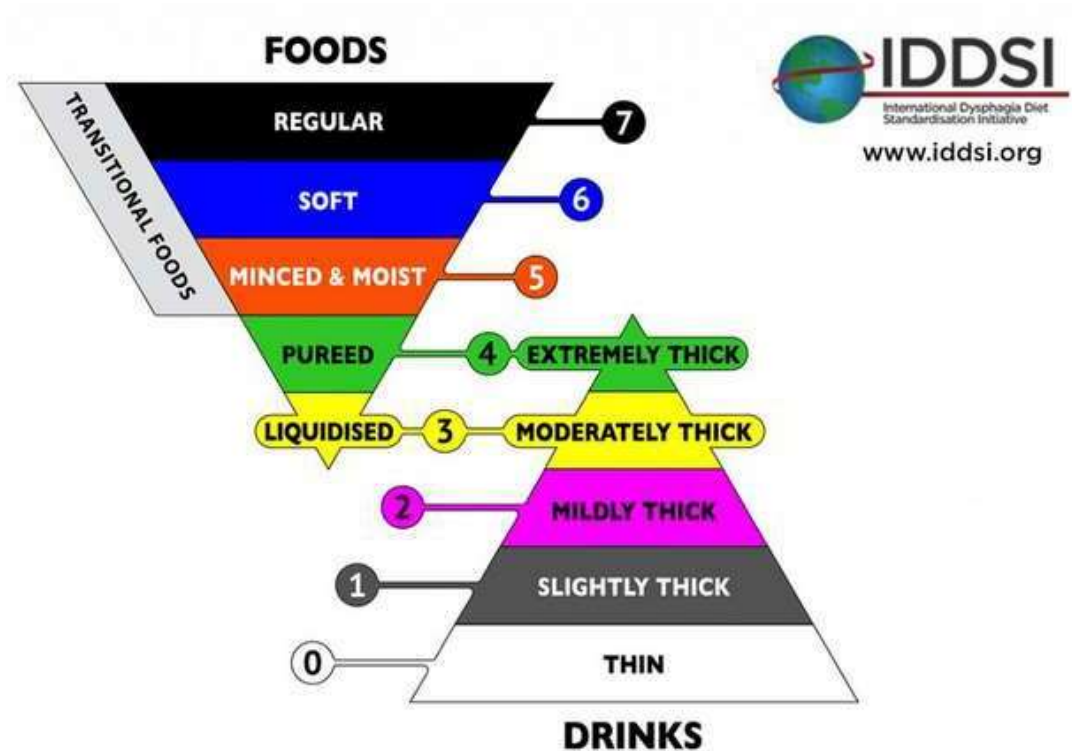 FOODS
IDDSI
International Dysphagia Diet
Standardisation Initiative
www.iddsi.org
TRANSITIONAL FOODS
REGULAR
7
SOFT
6
MINCED & MOIST
5
PUREED
4
EXTREMELY THICK
LIQUIDISED
3
MODERATELY THICK
2
MILDLY THICK
1
SLIGHTLY THICK
0
THIN
DRINKS